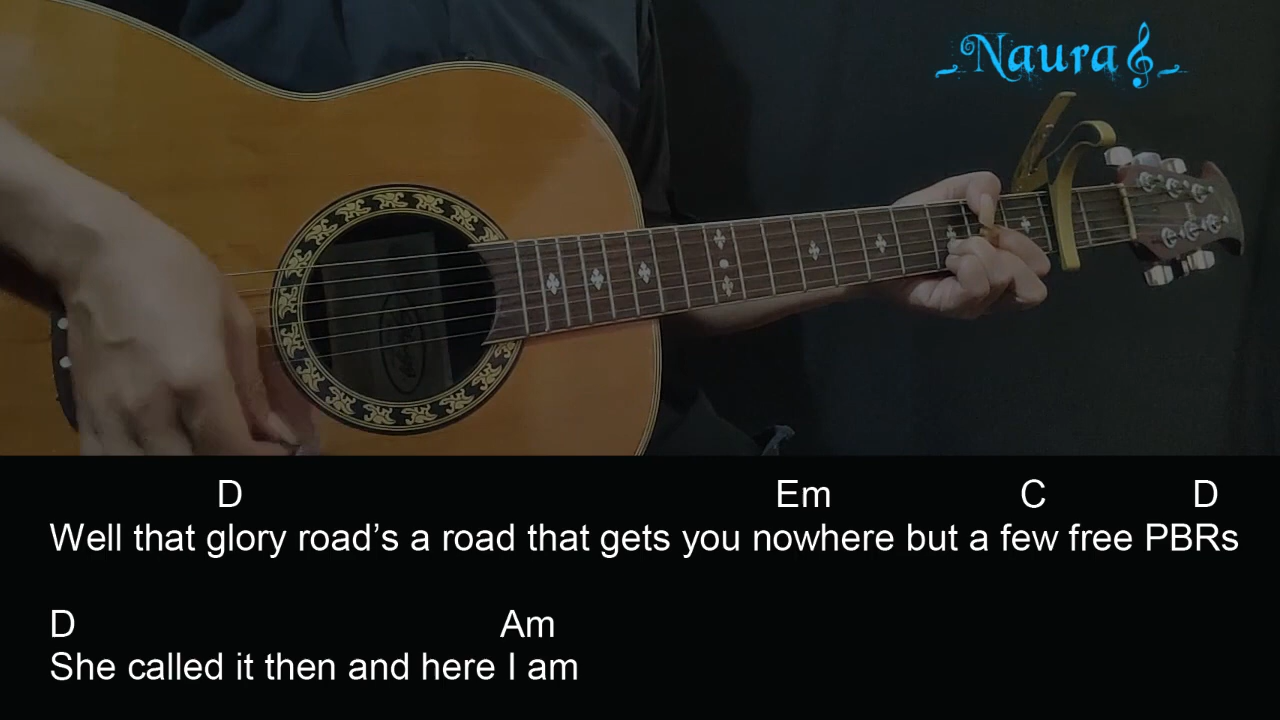 Naura
D Em C D
Well that glory road’s a road that gets you nowhere but a few free PBRs
D Am
She called it then and here I am